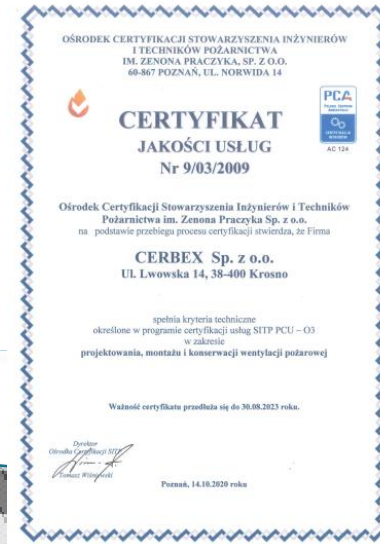 OŚRODEK CERTYFIKACJI STOWARZYSZENIA INŻYNIERÓW
I TECHNIKÓW POŻARNICTWA
IM. ZENONA PRACZYKA, SP. Z O.O.
60-867 POZNAŃ, UL. NORWIDA 14
PCA
AC 124
CERTYFIKAT
JAKOŚCI USŁUG
Nr 9/03/2009
Ośrodek Certyfikacji Stowarzyszenia Inżynierów i Techników
Pożarnictwa im. Zenona Praczyka Sp. z o.o.
na podstawie przebiegu procesu certyfikacji stwierdza, że Firma
CERBEX Sp. z o.o.
Ul. Lwowska 14, 38-400 Krosno
spełnia kryteria techniczne
określone w programie certyfikacji usług SITP PCU – O3
w zakresie
projektowania, montażu i konserwacji wentylacji pożarowej
Ważność certyfikatu przedłuża się do 30.08.2023 roku.
Dyrektor
Ośrodka Certyfikacji SITP
Tomasz Wiśniewski
Poznań, 14.10.2020 roku